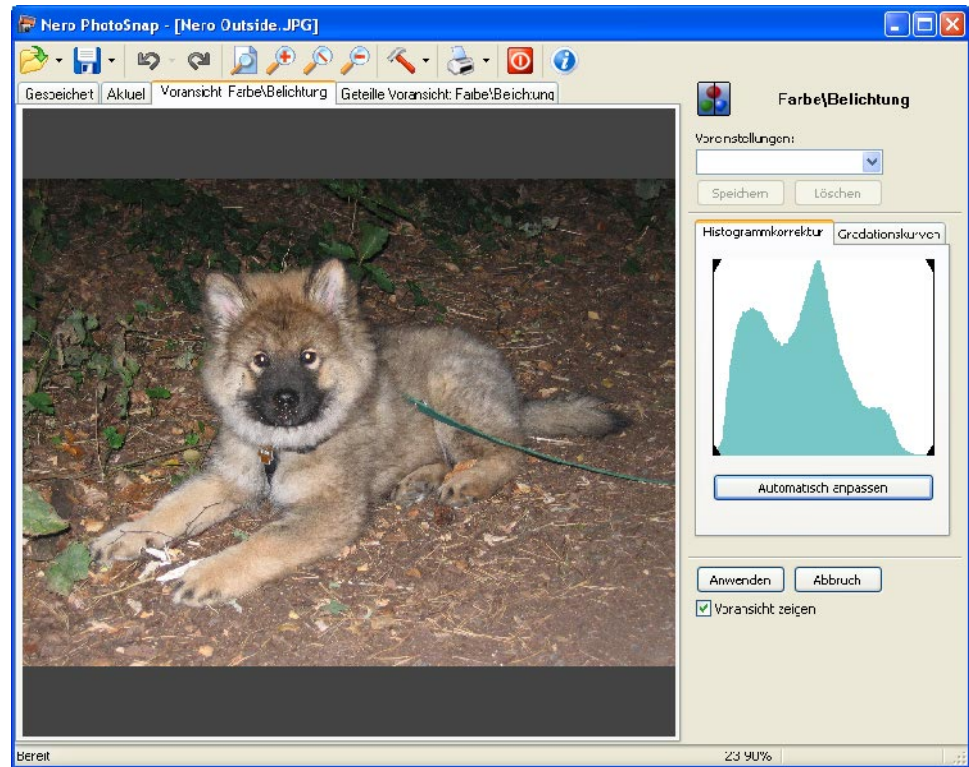 Nero PhotoSnap - [Nero Outside.JPG]
Gespeichert
Aktuel
Voransicht: Farbe\Belichtung
Geteille Voransicht: Farbe\Belichtung
Farbe\Belichtung
Voreinstellungen:
Speichern
Löschen
Histogrammkorrektur
Gradationskurven
Automatisch anpassen
Anwenden
Abbruch
Voransicht zeigen
Bereit
23.90%